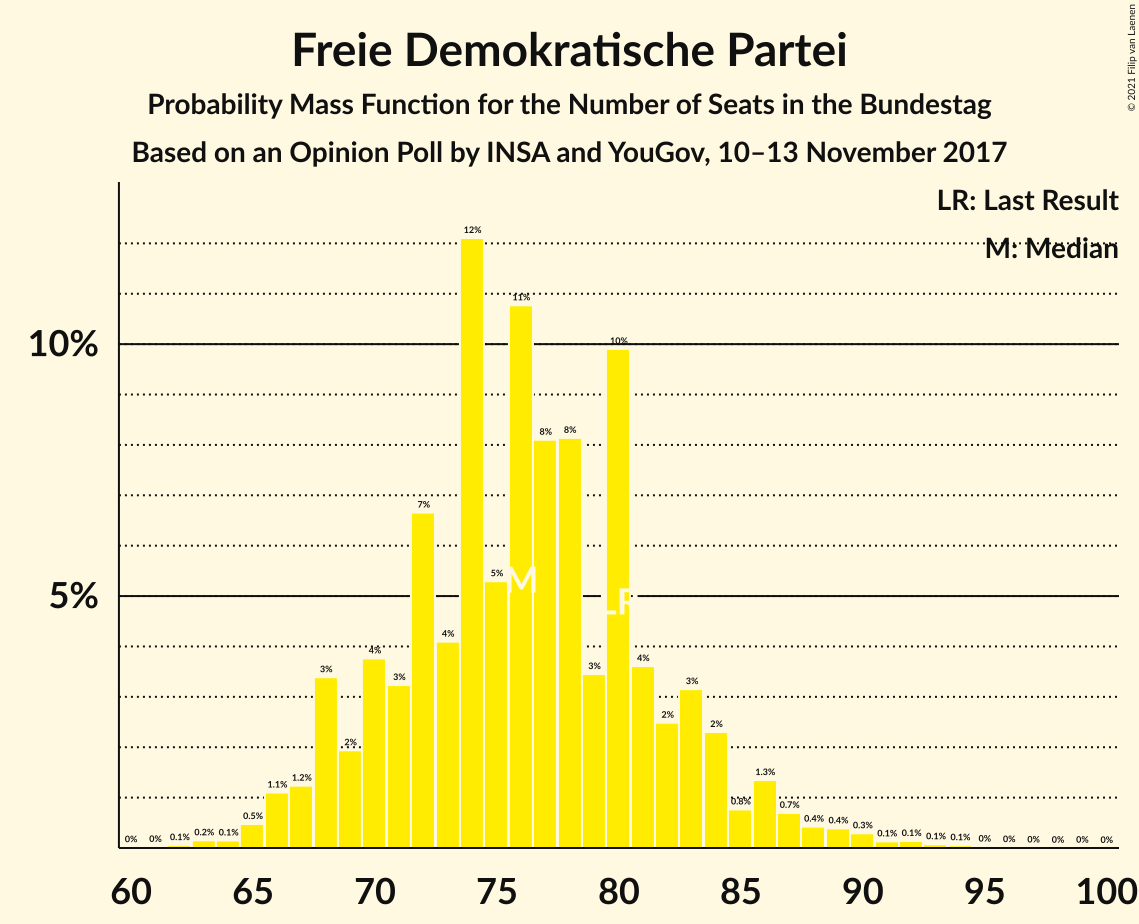 Freie Demokratische Partei
Probability Mass Function for the Number of Seats in the Bundestag
Based on an Opinion Poll by INSA and YouGov, 10–13 November 2017
© 2021 Filip van Laenen
LR: Last Result
M: Median
10%
5%
0% 0% 0.1% 0.2% 0.1% 0.5% 1.1% 1.2% 3% 2% 4% 3% 7% 4% 12% 5% 11% 8% 8% 3% 10% 4% 2% 3% 2% 0.8% 1.3% 0.7% 0.4% 0.4% 0.3% 0.1% 0.1% 0.1% 0.1% 0% 0% 0% 0% 0% 0%
M
LR
60 65 70 75 80 85 90 95 100